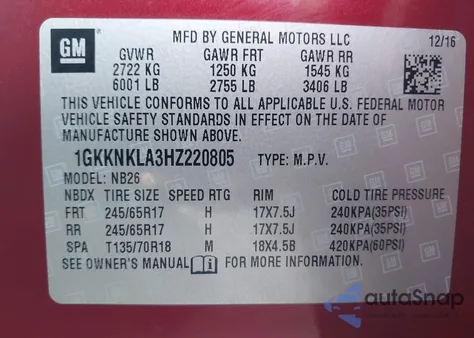 GM
MFD BY GENERAL MOTORS LLC 12/16
GVWR GAWR FRT GAWR RR
2722 KG 1250 KG 1545 KG
6001 LB 2755 LB 3406 LB
THIS VEHICLE CONFORMS TO ALL APPLICABLE U.S. FEDERAL MOTOR
VEHICLE SAFETY STANDARDS IN EFFECT ON THE DATE OF
MANUFACTURE SHOWN ABOVE.
1GKKNKLA3HZ220805 TYPE: M.P.V.
MODEL: NB26
NBDX TIRE SIZE SPEED RTG RIM COLD TIRE PRESSURE
FRT 245/65R17 H 17X7.5J 240KPA(35PSI)
RR 245/65R17 H 17X7.5J 240KPA(35PSI)
SPA T135/70R18 M 18X4.5B 420KPA(60PSI)
SEE OWNER'S MANUAL FOR MORE INFORMATION.
autoSnap